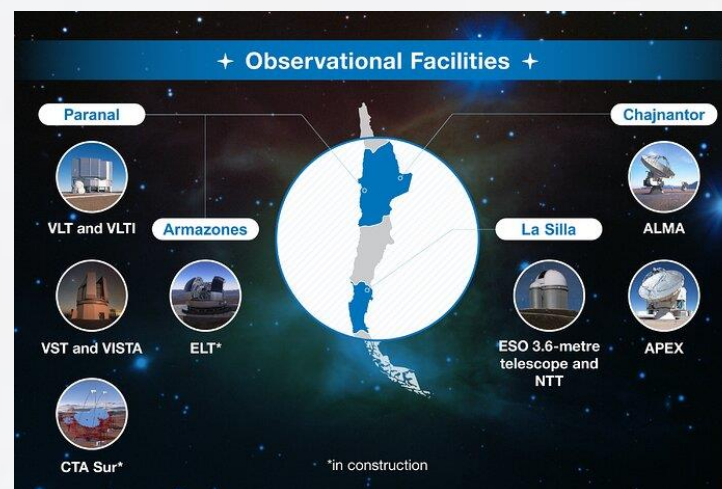 Observational Facilities
Paranal
Chajnantor
VLT and VLTI
Armazones
La Silla
ALMA
VST and VISTA
ELT*
ESO 3.6-metre
telescope and
NTT
APEX
CTA Sur*
*in construction